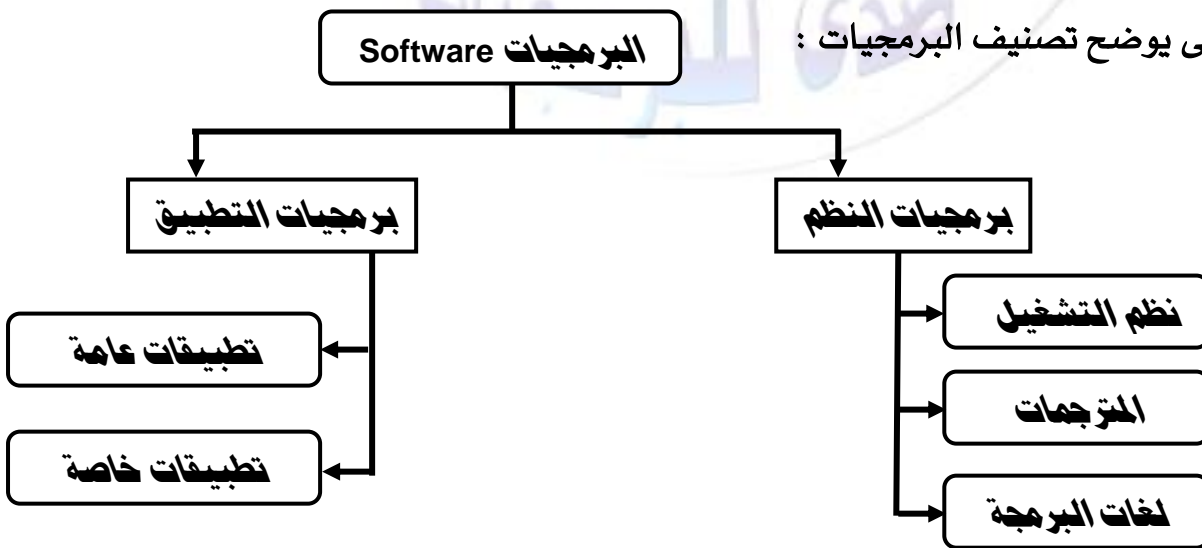 ى يوضح تصنيف البرمجيات :
البرمجيات Software
برمجيات النظم
برمجيات التطبيق
نظم التشغيل
المترجمات
لغات البرمجة
تطبيقات عامة
تطبيقات خاصة